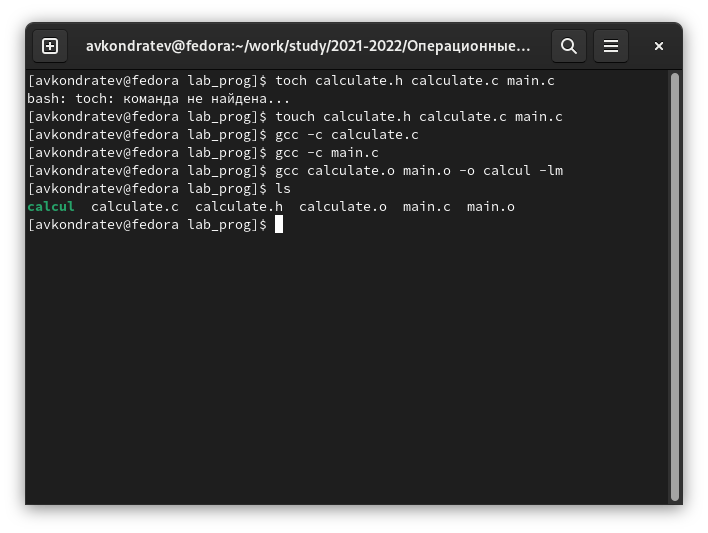 avkondratev@fedora:~/work/study/2021-2022/Операционные...
[avkondratev@fedora lab_prog]$ toch calculate.h calculate.c main.c
bash: toch: команда не найдена...
[avkondratev@fedora lab_prog]$ touch calculate.h calculate.c main.c
[avkondratev@fedora lab_prog]$ gcc -c calculate.c
[avkondratev@fedora lab_prog]$ gcc -c main.c
[avkondratev@fedora lab_prog]$ gcc calculate.o main.o -o calcul -lm
[avkondratev@fedora lab_prog]$ ls
calcul  calculate.c  calculate.h  calculate.o  main.c  main.o
[avkondratev@fedora lab_prog]$